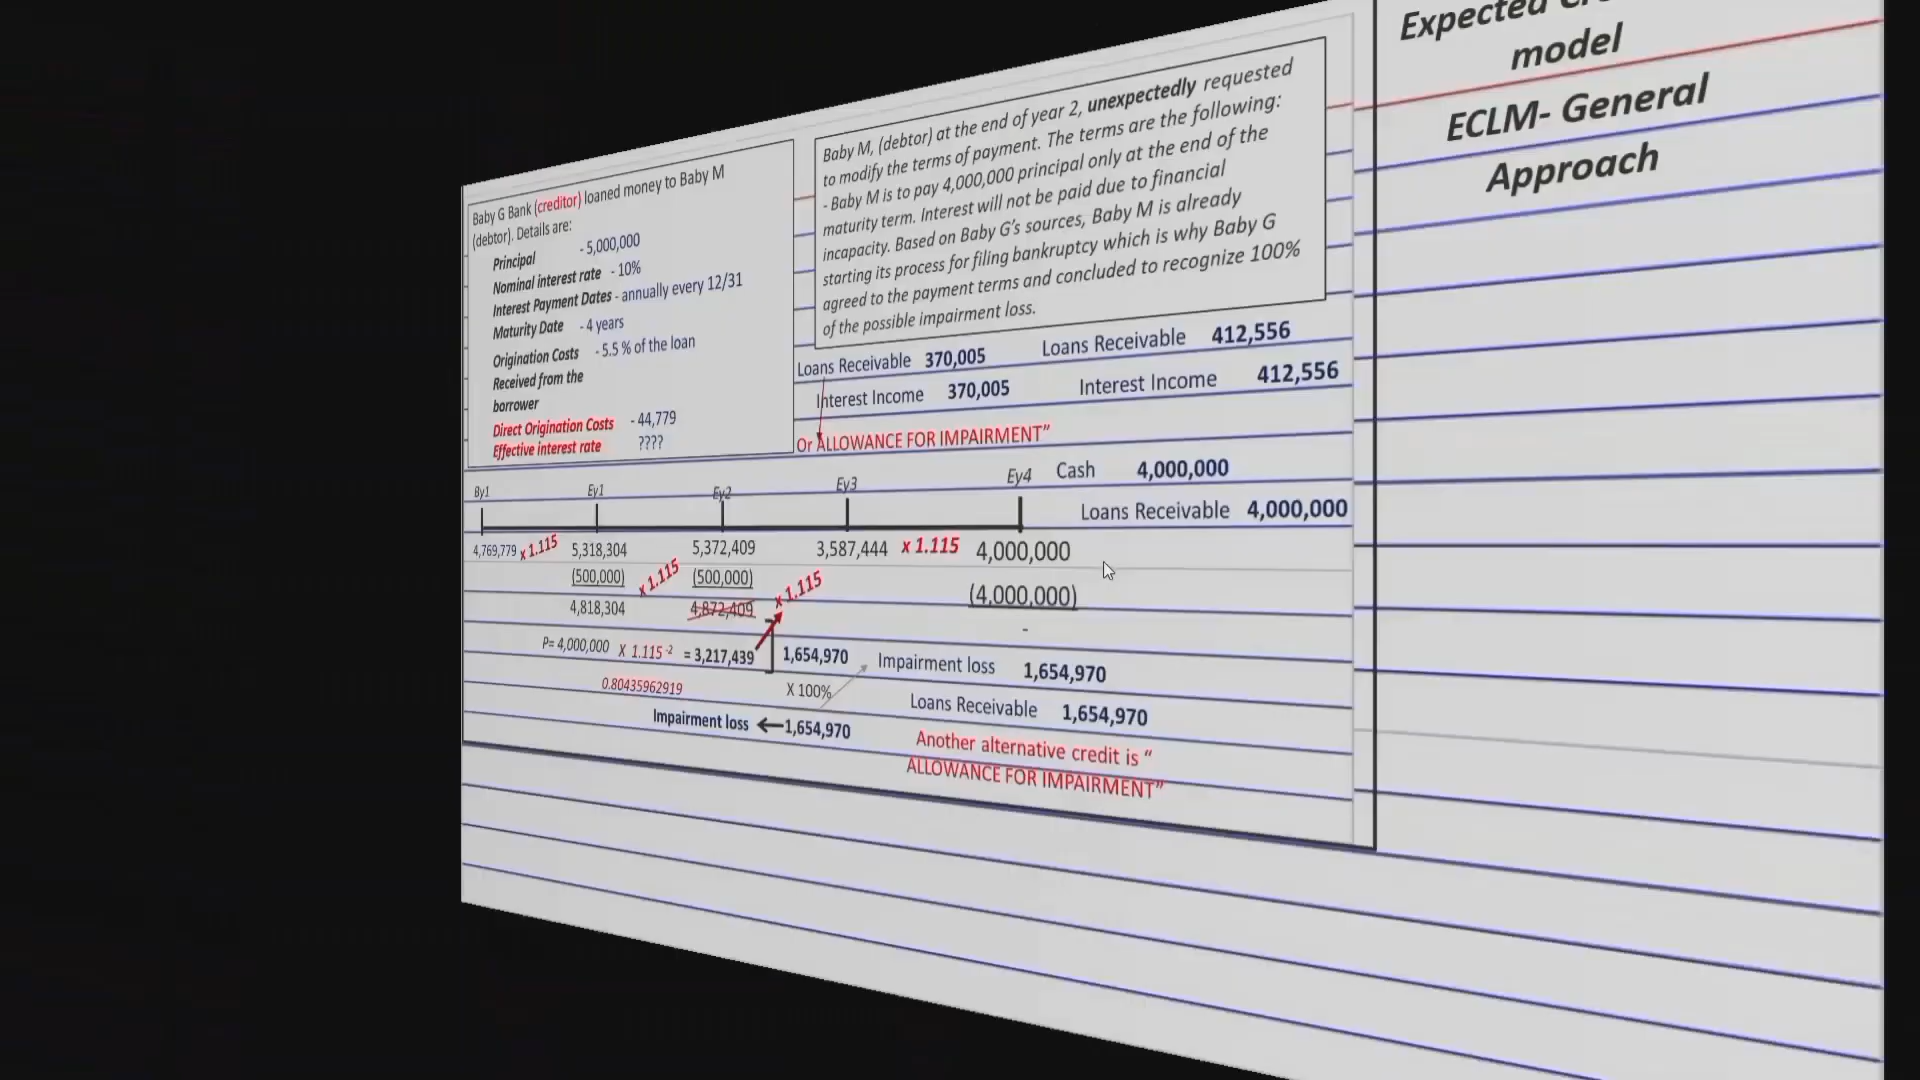 Expected
model
ECLM- General
Approach
Baby G Bank (creditor) loaned money to Baby M
(debtor). Details are:
Principal - 5,000,000
Nominal interest rate - 10%
Interest Payment Dates - annually every 12/31
Maturity Date - 4 years
Origination Costs - 5.5 % of the loan
Received from the
borrower
Direct Origination Costs - 44,779
Effective interest rate ????
Baby M, (debtor) at the end of year 2, unexpectedly requested
to modify the terms of payment. The terms are the following:
- Baby M is to pay 4,000,000 principal only at the end of the
maturity term. Interest will not be paid due to financial
incapacity. Based on Baby G's sources, Baby M is already
starting its process for filing bankruptcy which is why Baby G
agreed to the payment terms and concluded to recognize 100%
of the possible impairment loss.
Loans Receivable 370,005
Interest Income 370,005
Or ALLOWANCE FOR IMPAIRMENT"
Loans Receivable 412,556
Interest Income 412,556
Cash 4,000,000
Loans Receivable 4,000,000
By1 Ey1 Ey2 Ey3 Ey4
4,769,779 x 1.115 5,318,304 5,372,409 3,587,444 x 1.115 4,000,000
(500,000) x 1.115 (500,000) x 1.115 (4,000,000)
4,818,304 4,872,409 -
P= 4,000,000 X 1.115 -2 = 3,217,439 1,654,970
0.80435962919 X 100%
Impairment loss 1,654,970
Impairment loss 1,654,970
Loans Receivable 1,654,970
Another alternative credit is "
ALLOWANCE FOR IMPAIRMENT"